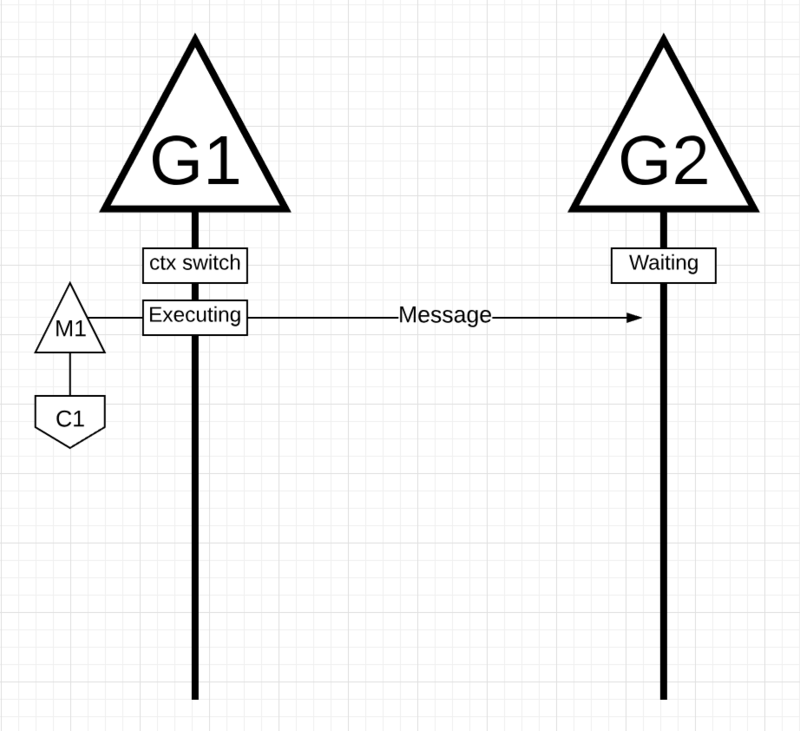 G1
G2
ctx switch
Waiting
M1
Executing
Message
C1